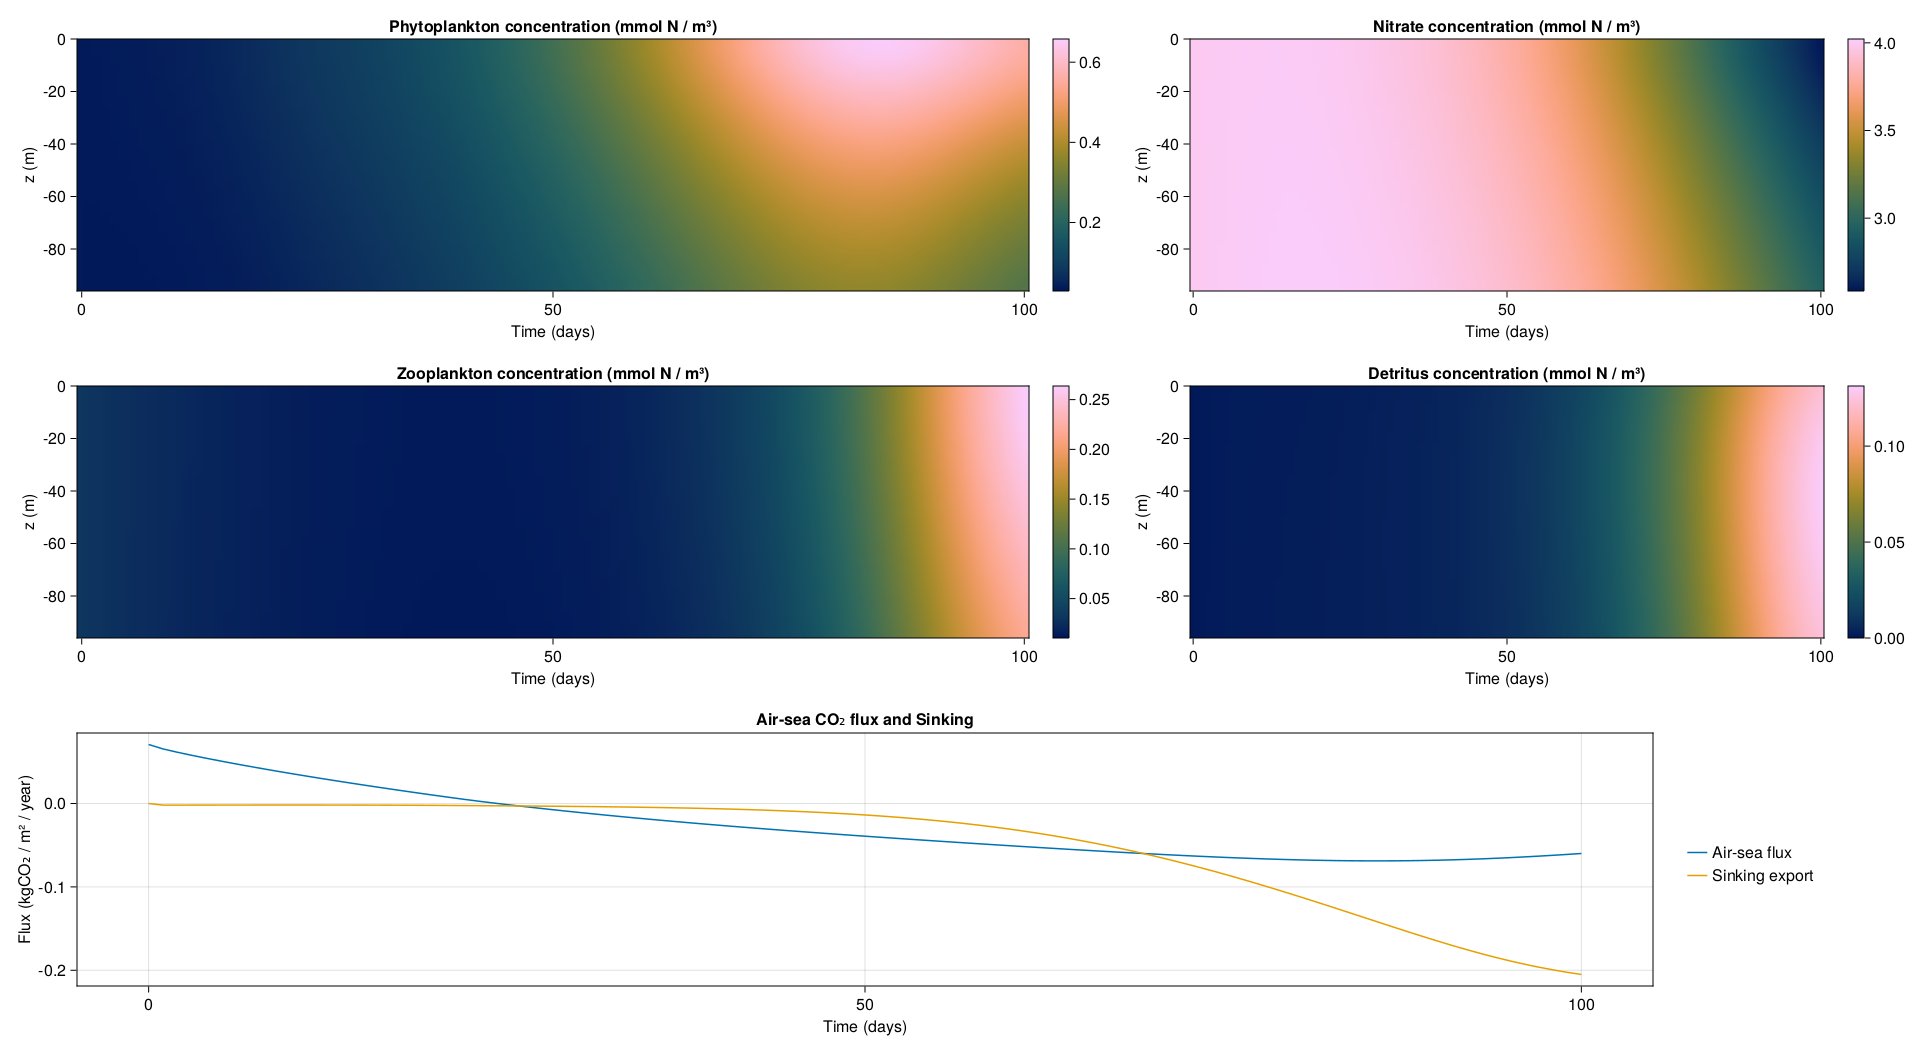 Phytoplankton concentration (mmol N / m³)
0
-20
-40
-60
-80
z (m)
0 50 100
Time (days)
0.6
0.4
0.2
Nitrate concentration (mmol N / m³)
0
-20
-40
-60
-80
z (m)
0 50 100
Time (days)
4.0
3.5
3.0
Zooplankton concentration (mmol N / m³)
0
-20
-40
-60
-80
z (m)
0 50 100
Time (days)
0.25
0.20
0.15
0.10
0.05
Detritus concentration (mmol N / m³)
0
-20
-40
-60
-80
z (m)
0 50 100
Time (days)
0.10
0.05
0.00
Air-sea CO₂ flux and Sinking
0.0
-0.1
-0.2
Flux (kgCO₂ / m² / year)
0 50 100
Time (days)
Air-sea flux
Sinking export